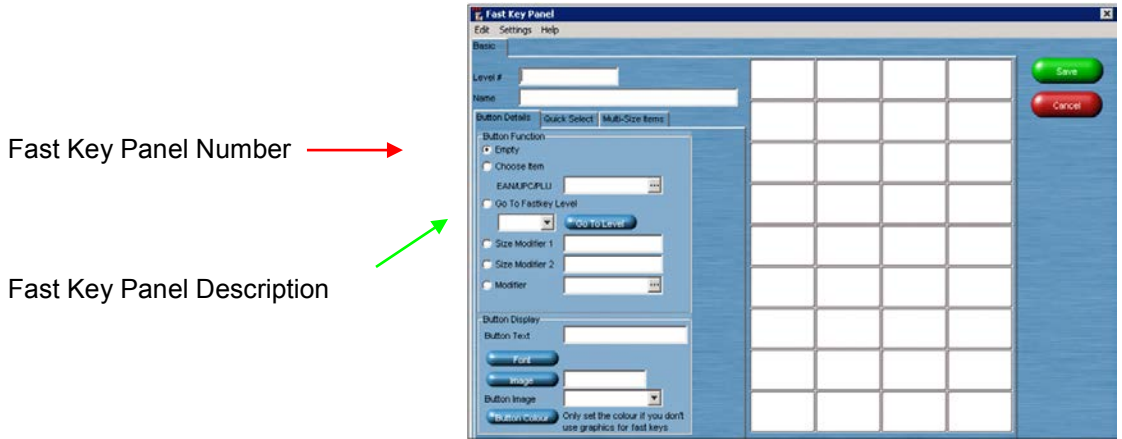 Fast Key Panel
Edit Settings Help
Basic
Level #
Save
Name
Cancel
Button Details Quick Select Multi-Size Items
Button Function
Empty
Fast Key Panel Number
Choose Item
EAN/UPC/PLU ...
Go To Fastkey Level
Go To Level
Size Modifier 1
Size Modifier 2
Fast Key Panel Description
Modifier ...
Button Display
Button Text
Font
Image
Button Image
Button Colour
Only set the colour if you don't
use graphics for fast keys